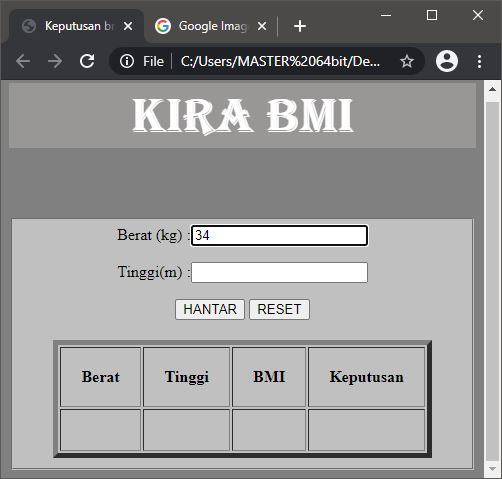 Keputusan br
Google Imag
File
C:/Users/MASTER%2064bit/De...
KIRA BMI
Berat (kg) :34
Tinggi(m) :
HANTAR RESET
Berat Tinggi BMI Keputusan